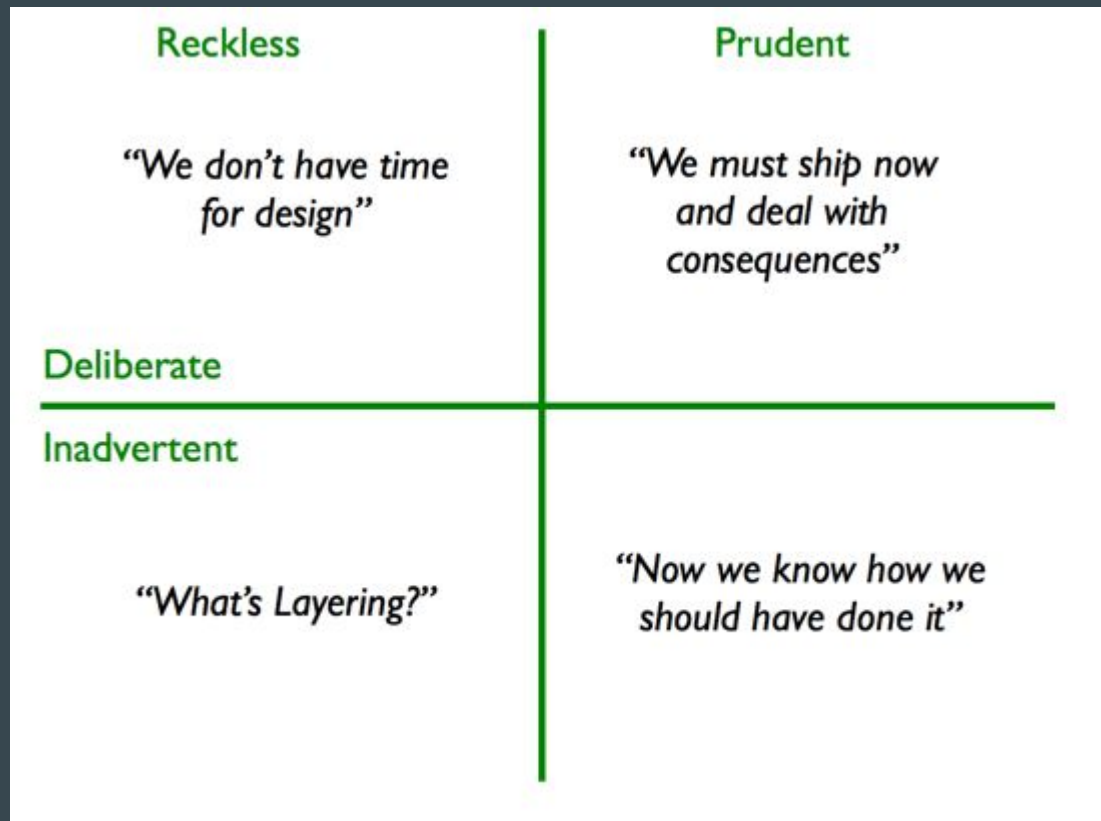 Reckless
Prudent
“We don’t have time
for design”
“We must ship now
and deal with
consequences”
Deliberate
Inadvertent
“What’s Layering?”
“Now we know how we
should have done it”